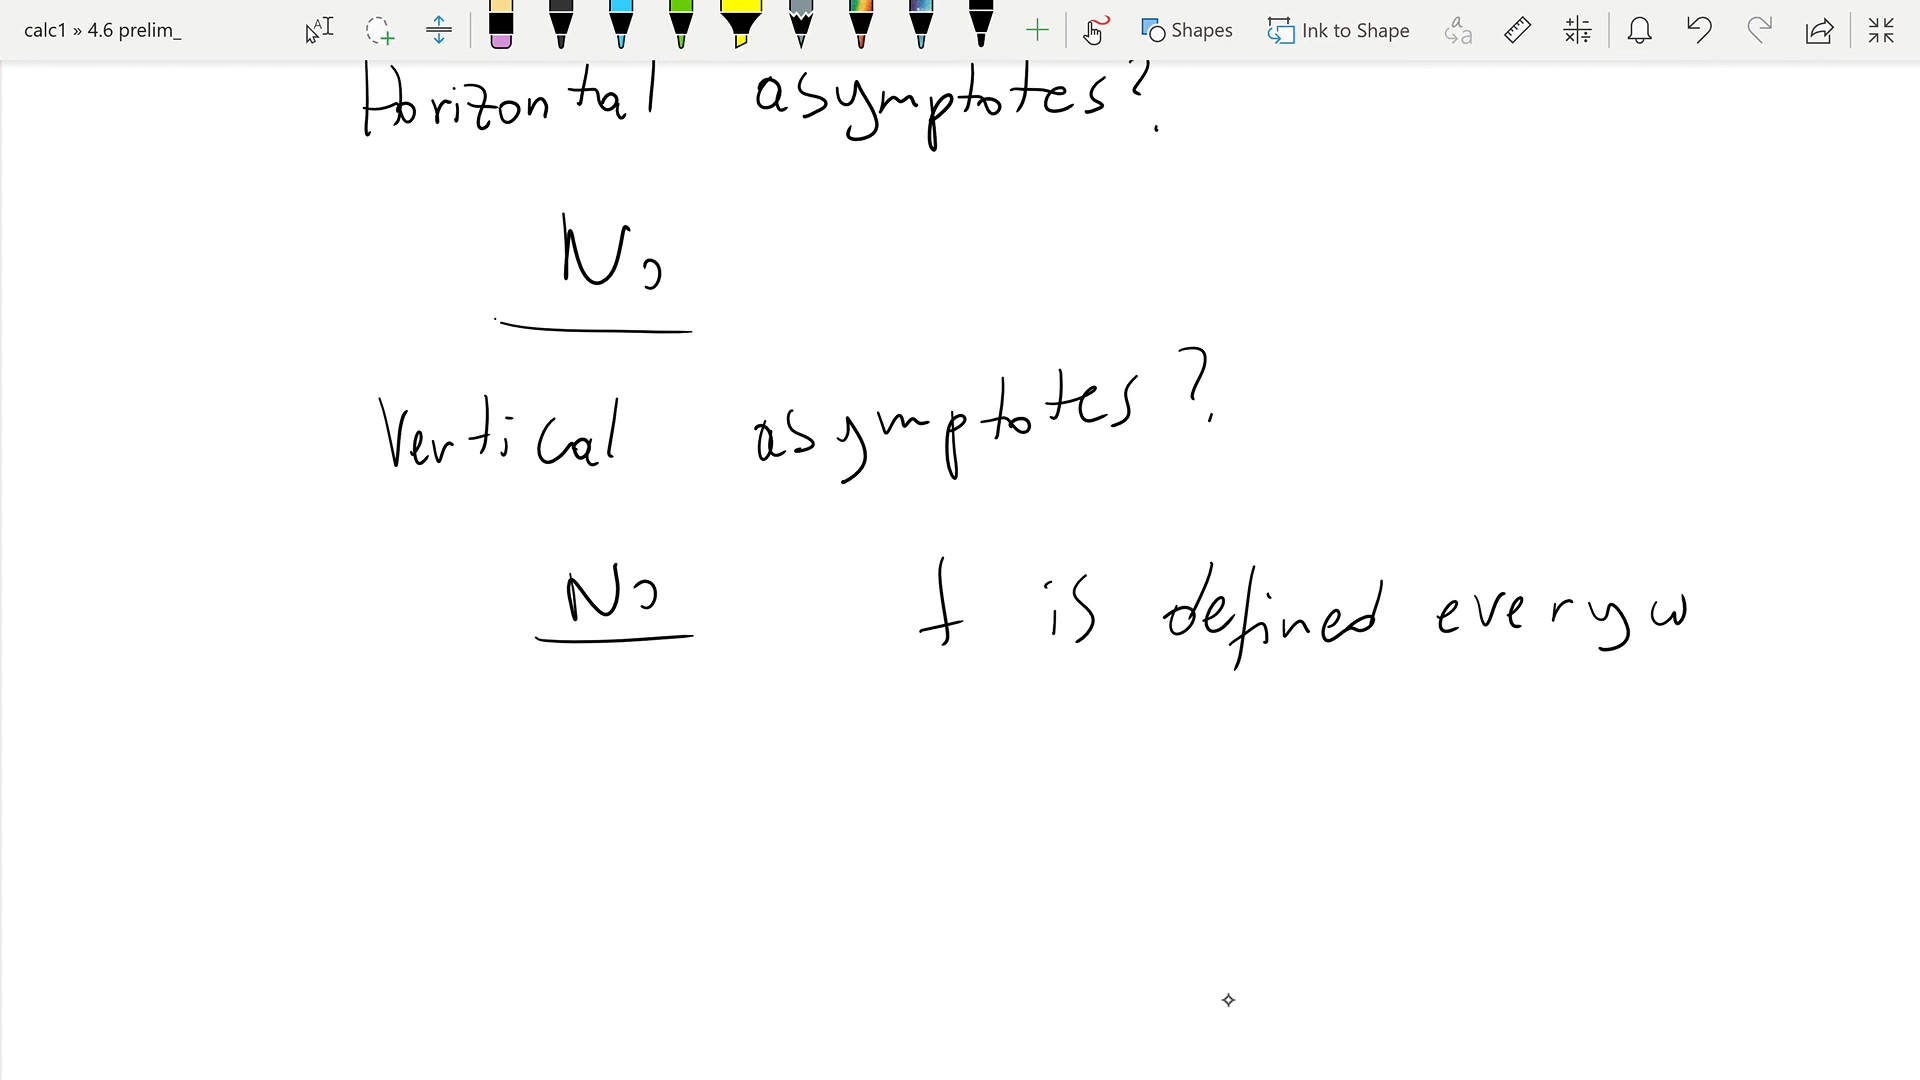 calc1 » 4.6 prelim_ Shapes Ink to Shape
Horizontal asymptotes?
No
Vertical asymptotes?
No f is defined everyw